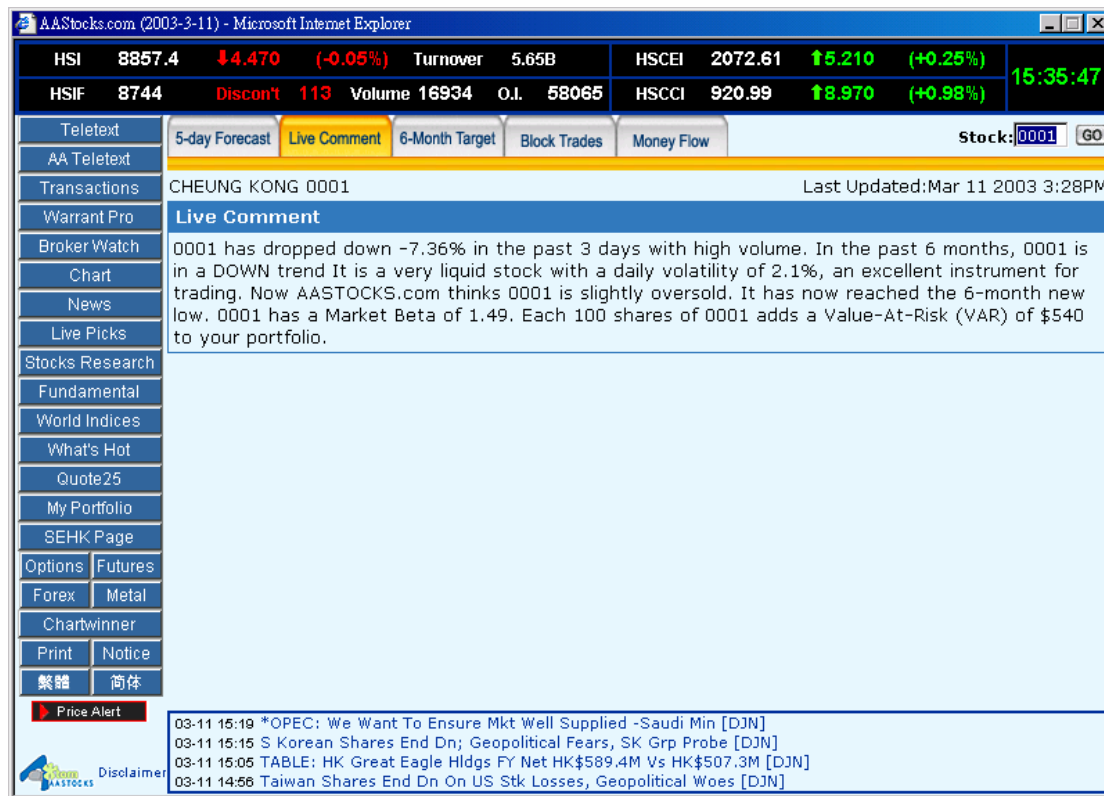 AAStocks.com (2003-3-11) - Microsoft Internet Explorer
HSI 8857.4 4.470 (-0.05%) Turnover 5.65B HSCEI 2072.61 5.210 (+0.25%)
15:35:47
HSIF 8744 Discon't 113 Volume 16934 O.I. 58065 HSCCI 920.99 8.970 (+0.98%)
Teletext
AA Teletext
Transactions
Warrant Pro
Broker Watch
Chart
News
Live Picks
Stocks Research
Fundamental
World Indices
What's Hot
Quote25
My Portfolio
SEHK Page
Options Futures
Forex Metal
Chartwinner
Print Notice
繁體 简体
Price Alert
AASTOCKS Disclaimer
5-day Forecast Live Comment 6-Month Target Block Trades Money Flow
Stock: 0001 GO
CHEUNG KONG 0001 Last Updated:Mar 11 2003 3:28PM
Live Comment
0001 has dropped down -7.36% in the past 3 days with high volume. In the past 6 months, 0001 is
in a DOWN trend It is a very liquid stock with a daily volatility of 2.1%, an excellent instrument for
trading. Now AASTOCKS.com thinks 0001 is slightly oversold. It has now reached the 6-month new
low. 0001 has a Market Beta of 1.49. Each 100 shares of 0001 adds a Value-At-Risk (VAR) of $540
to your portfolio.
03-11 15:19 *OPEC: We Want To Ensure Mkt Well Supplied -Saudi Min [DJN]
03-11 15:15 S Korean Shares End Dn; Geopolitical Fears, SK Grp Probe [DJN]
03-11 15:05 TABLE: HK Great Eagle Hldgs FY Net HK$589.4M Vs HK$507.3M [DJN]
03-11 14:56 Taiwan Shares End Dn On US Stk Losses, Geopolitical Woes [DJN]